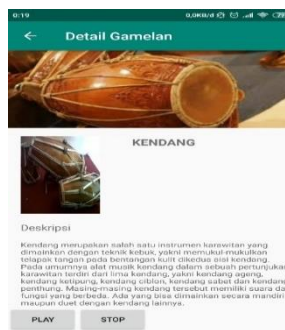 0:19
0,0KB/d
Detail Gamelan
KENDANG
Deskripsi
Kendang merupakan salah satu instrumen karawitan yang
dimainkan dengan teknik kebuk, yakni memukul-mukulkan
telapak tangan pada bentangan kulit dikedua sisi kendang.
Pada umumnya alat musik kendang dalam sebuah pertunjukan
karawitan terdiri dari lima kendang, yakni kendang ageng,
kendang ketipung, kendang ciblon, kendang sabet dan kendang
penthung. Masing-masing kendang tersebut memiliki suara dan
fungsi yang berbeda. Ada yang bisa dimainkan secara mandiri
maupun duet dengan kendang lainnya.
PLAY STOP